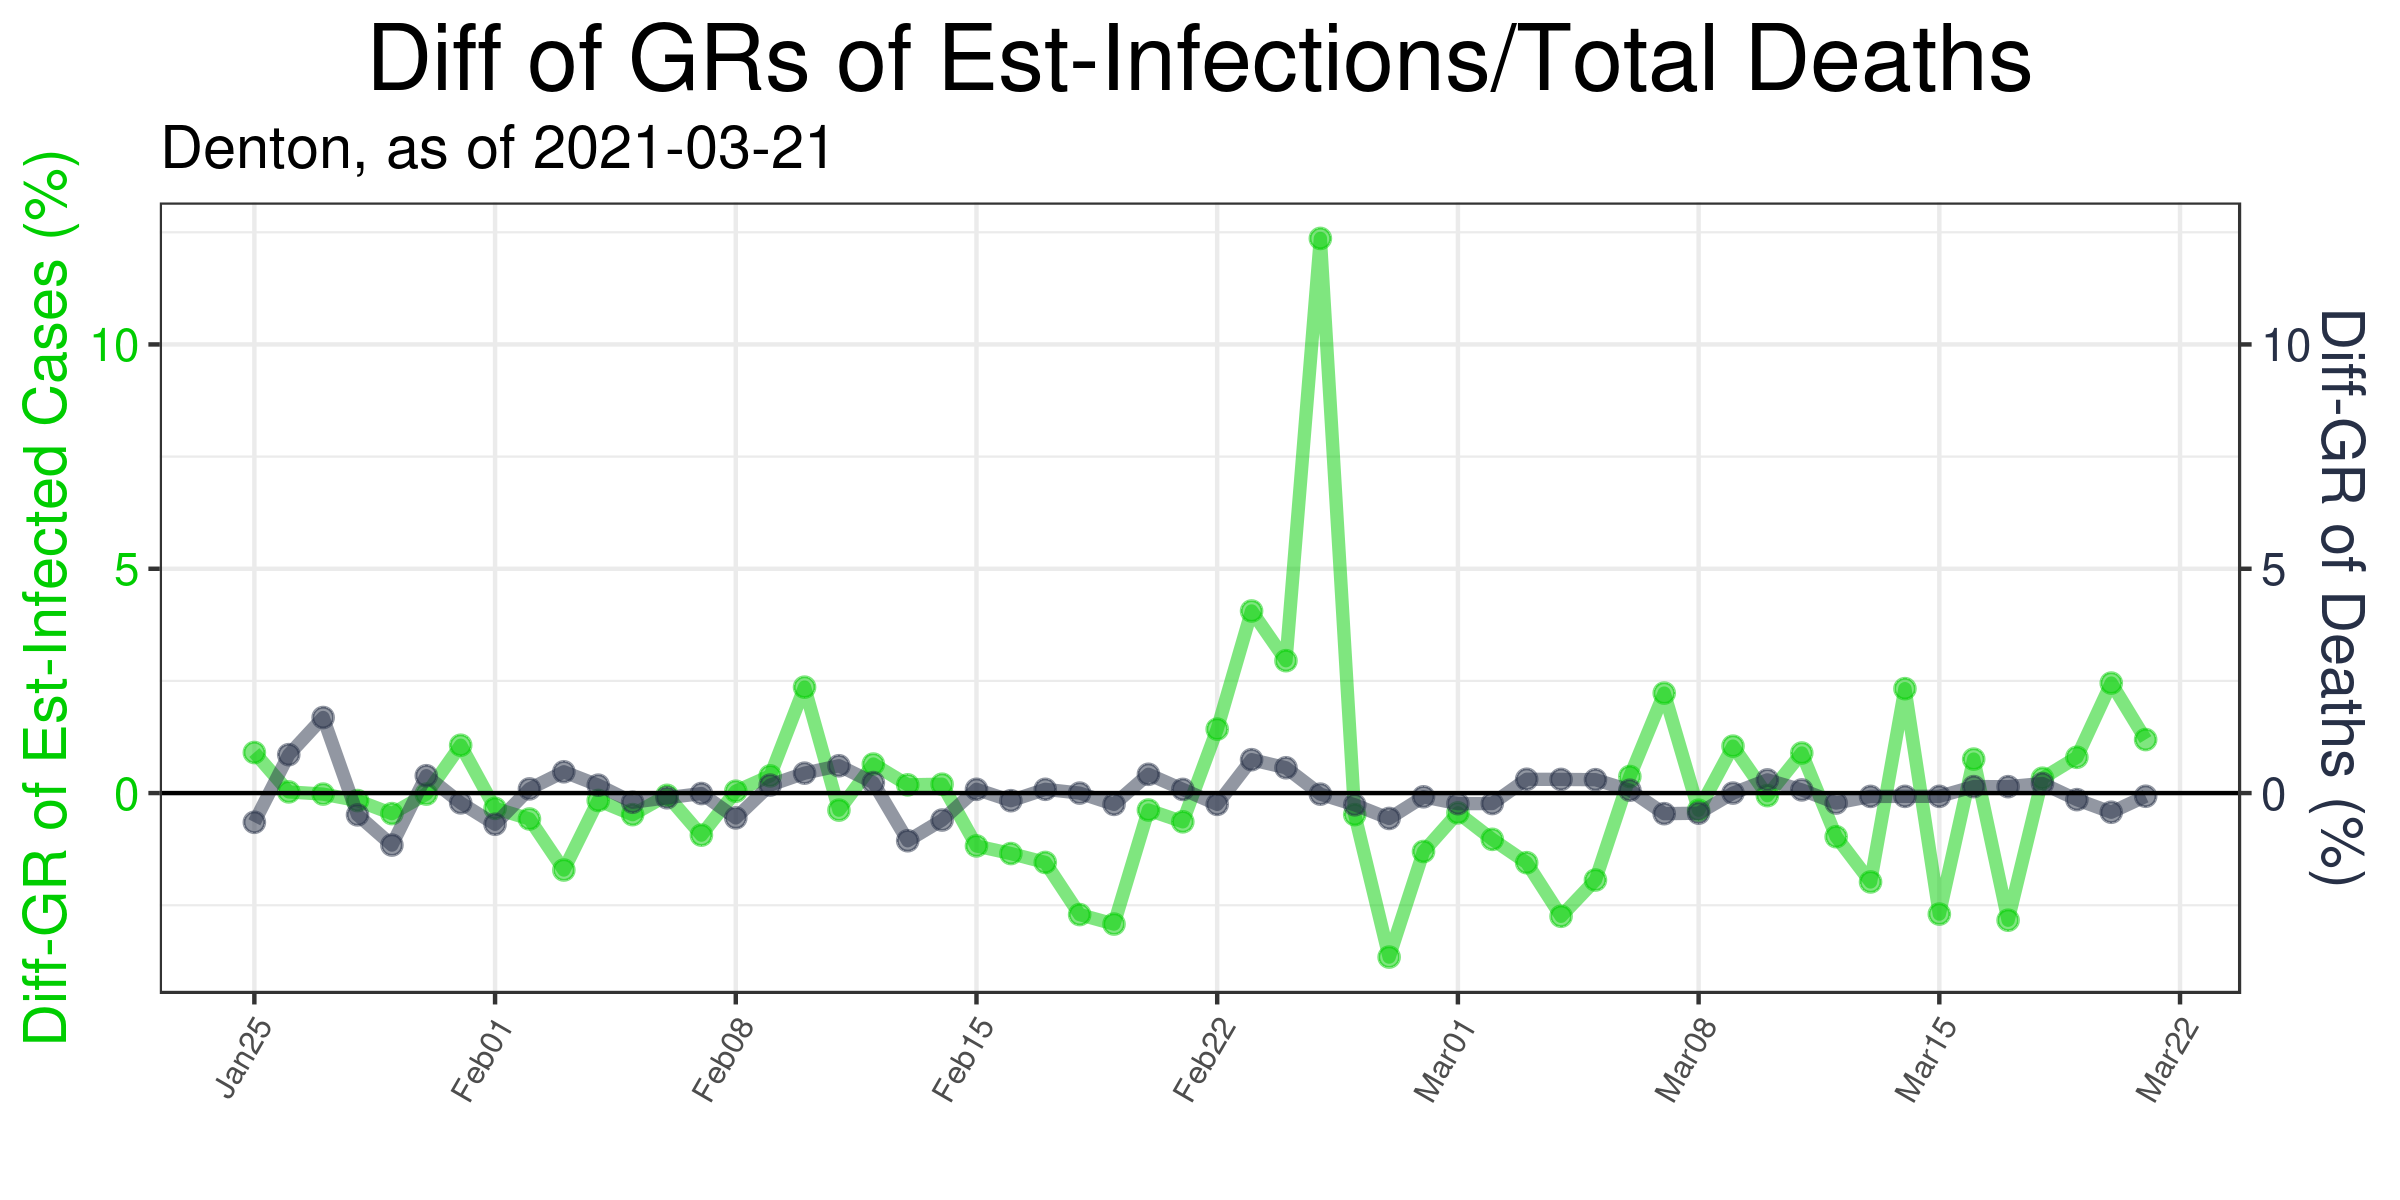 Diff of GRs of Est-Infections/Total Deaths
Denton, as of 2021-03-21
Diff-GR of Est-Infected Cases (%)
10
5
0
10
5
0
Diff-GR of Deaths (%)
Jan25
Feb01
Feb08
Feb15
Feb22
Mar01
Mar08
Mar15
Mar22